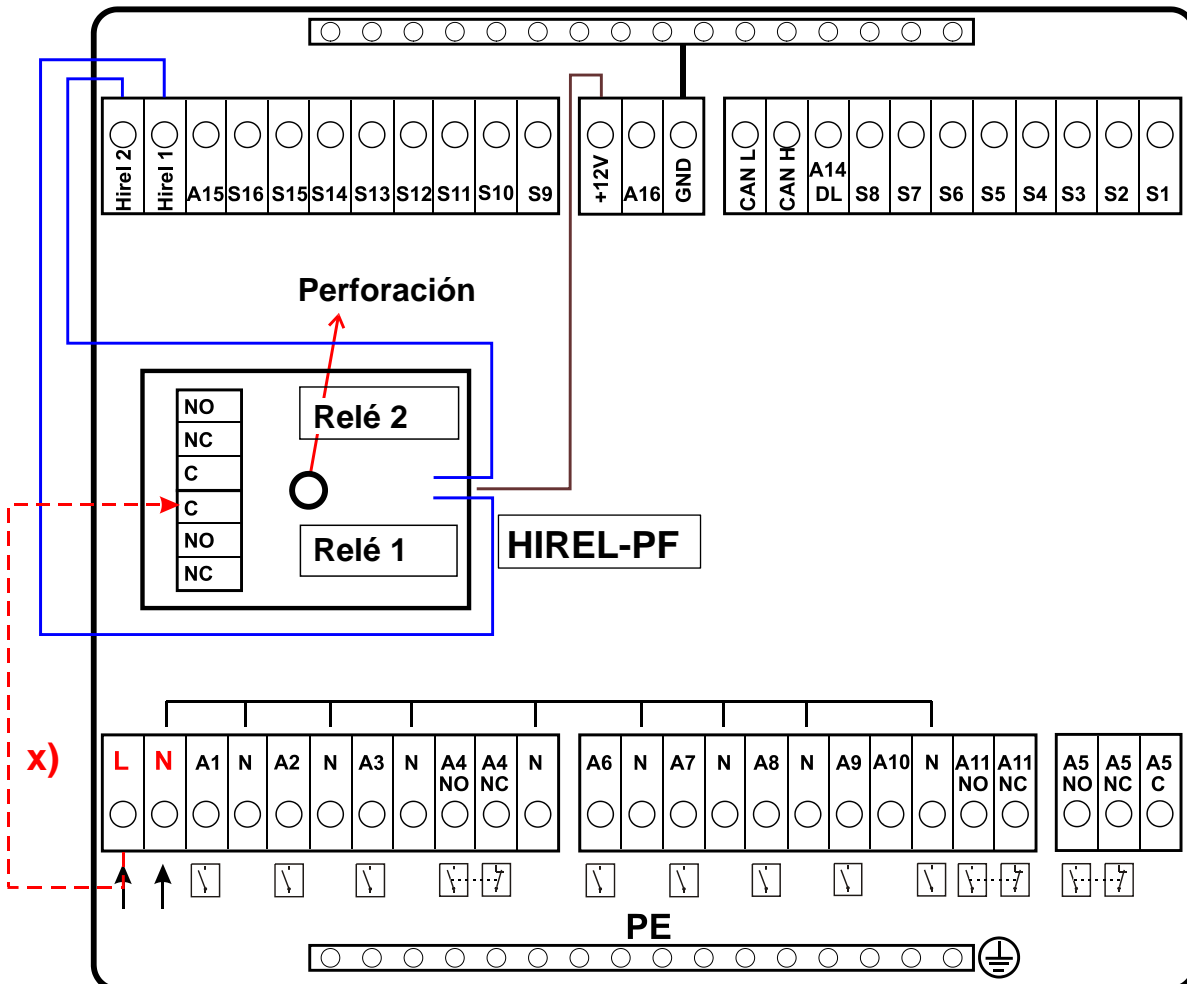 Hirel 2 Hirel 1 A15 S16 S15 S14 S13 S12 S11 S10 S9
+12V A16 GND
CAN L CAN H A14 DL S8 S7 S6 S5 S4 S3 S2 S1
Perforación
NO
NC
C
C
NO
NC
Relé 2
Relé 1
HIREL-PF
x)
L N A1 N A2 N A3 N A4 NO A4 NC N
A6 N A7 N A8 N A9 A10 N A11 NO A11 NC
A5 NO A5 NC A5 C
PE